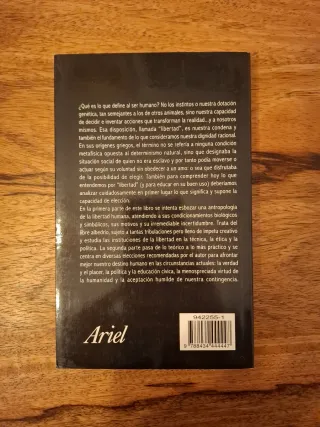 ¿Qué es lo que define al ser humano? No los instintos o nuestra dotación
genética, tan semejantes a los de otros animales, sino nuestra capacidad
de decidir e inventar acciones que transforman la realidad... y a nosotros
mismos. Esa disposición, llamada "libertad", es nuestra condena y
también el fundamento de lo que consideramos nuestra dignidad racional.
En sus orígenes griegos, el término no se refería a ninguna condición
metafísica opuesta al determinismo natural, sino que designaba la
situación social de quien no era esclavo y por tanto podía moverse o
actuar según su voluntad sin obedecer a un amo: o sea que disfrutaba
de la posibilidad de elegir. También para comprender hoy lo que
entendemos por "libertad" (y para educar en su buen uso) deberíamos
analizar cuidadosamente en primer lugar lo que significa y supone la
capacidad de elección.
En la primera parte de este libro se intenta esbozar una antropología
de la libertad humana, atendiendo a sus condicionamientos biológicos
y simbólicos, sus motivos y su irremediable incertidumbre. Trata del
libre albedrío, sujeto a tantas tribulaciones pero lleno de ímpetu creativo
y estudia las instituciones de la libertad en la técnica, la ética y la
política. La segunda parte pasa de lo teórico a lo más práctico y se
centra en diversas elecciones recomendadas por el autor para afrontar
mejor nuestro destino humano en las circunstancias actuales: la verdad
y el placer, la política y la educación cívica, la menospreciada virtud de
la humanidad y la aceptación humilde de nuestra contingencia.
Ariel
942255-1
9 788434 444447